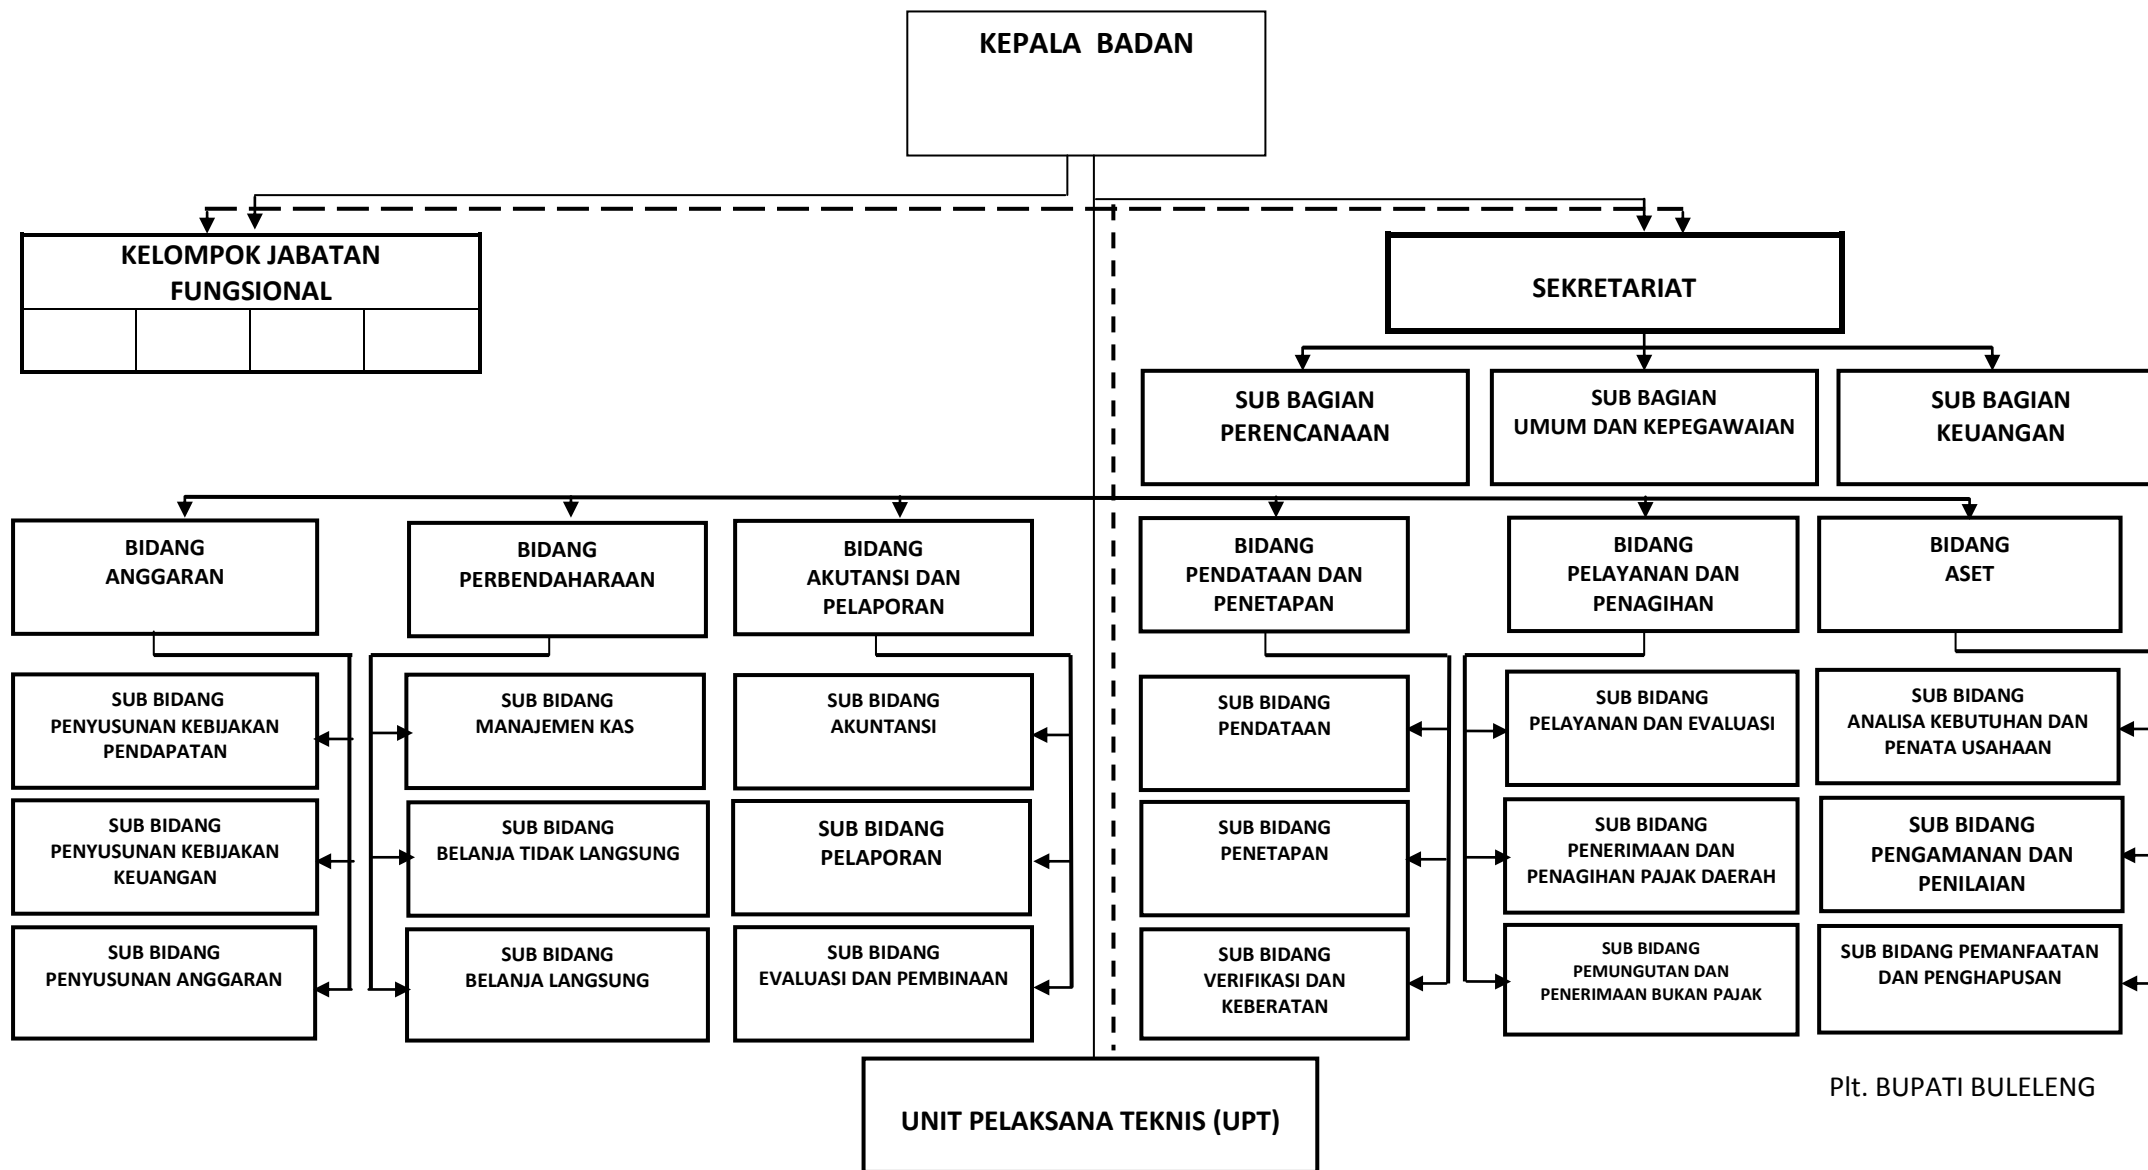 KEPALA BADAN
KELOMPOK JABATAN
FUNGSIONAL
SEKRETARIAT
SUB BAGIAN
PERENCANAAN
SUB BAGIAN
UMUM DAN KEPEGAWAIAN
SUB BAGIAN
KEUANGAN
BIDANG
ANGGARAN
BIDANG
PERBENDAHARAAN
BIDANG
AKUTANSI DAN
PELAPORAN
BIDANG
PENDATAAN DAN
PENETAPAN
BIDANG
PELAYANAN DAN
PENAGIHAN
BIDANG
ASET
SUB BIDANG
PENYUSUNAN KEBIJAKAN
PENDAPATAN
SUB BIDANG
MANAJEMEN KAS
SUB BIDANG
AKUNTANSI
SUB BIDANG
PENDATAAN
SUB BIDANG
PELAYANAN DAN EVALUASI
SUB BIDANG
ANALISA KEBUTUHAN DAN
PENATA USAHAAN
SUB BIDANG
PENYUSUNAN KEBIJAKAN
KEUANGAN
SUB BIDANG
BELANJA TIDAK LANGSUNG
SUB BIDANG
PELAPORAN
SUB BIDANG
PENETAPAN
SUB BIDANG
PENERIMAAN DAN
PENAGIHAN PAJAK DAERAH
SUB BIDANG
PENGAMANAN DAN
PENILAIAN
SUB BIDANG
PENYUSUNAN ANGGARAN
SUB BIDANG
BELANJA LANGSUNG
SUB BIDANG
EVALUASI DAN PEMBINAAN
SUB BIDANG
VERIFIKASI DAN
KEBERATAN
SUB BIDANG
PEMUNGUTAN DAN
PENERIMAAN BUKAN PAJAK
SUB BIDANG PEMANFAATAN
DAN PENGHAPUSAN
UNIT PELAKSANA TEKNIS (UPT)
Plt. BUPATI BULELENG